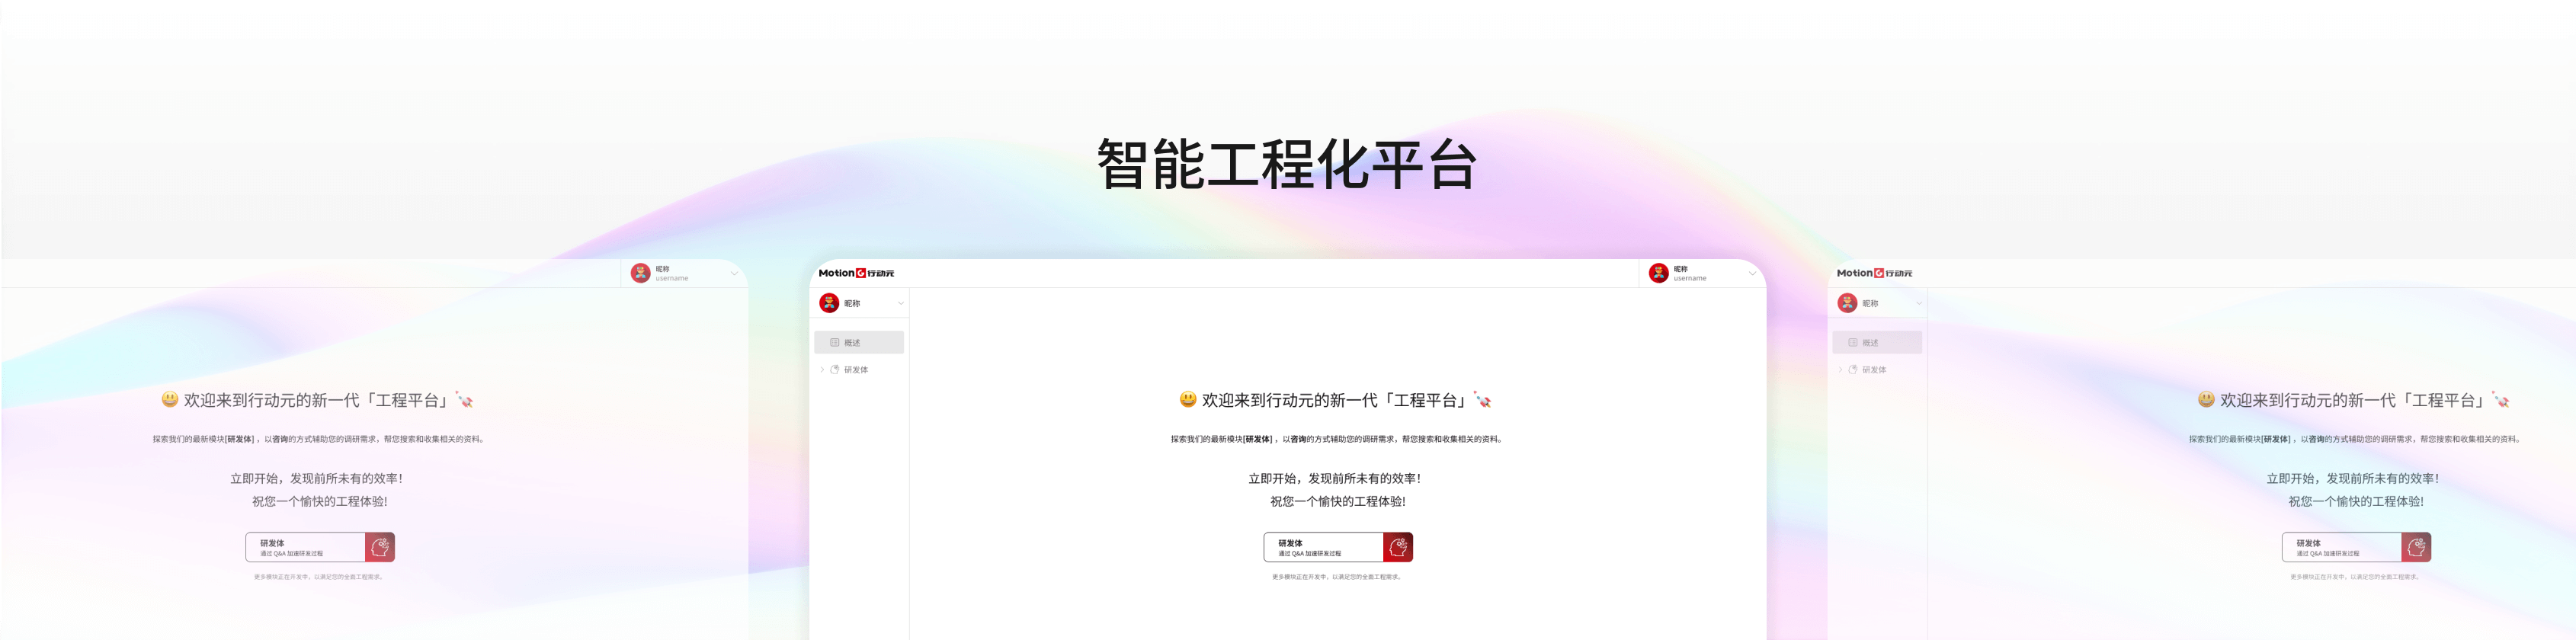 智能工程化平台
昵称
username
😃 欢迎来到行动元的新一代「工程平台」🚀
探索我们的最新模块[研发体] ，以咨询的方式辅助您的调研需求，帮您搜索和收集相关的资料。
立即开始，发现前所未有的效率！
祝您一个愉快的工程体验!
研发体
通过 Q&A 加速研发过程
更多模块正在开发中，以满足您的全面工程需求。
MotionG 行动元
昵称
username
昵称
概述
研发体
😃 欢迎来到行动元的新一代「工程平台」🚀
探索我们的最新模块[研发体] ，以咨询的方式辅助您的调研需求，帮您搜索和收集相关的资料。
立即开始，发现前所未有的效率！
祝您一个愉快的工程体验!
研发体
通过 Q&A 加速研发过程
更多模块正在开发中，以满足您的全面工程需求。
MotionG 行动元
昵称
概述
研发体
😃 欢迎来到行动元的新一代「工程平台」🚀
探索我们的最新模块[研发体] ，以咨询的方式辅助您的调研需求，帮您搜索和收集相关的资料。
立即开始，发现前所未有的效率！
祝您一个愉快的工程体验!
研发体
通过 Q&A 加速研发过程
更多模块正在开发中，以满足您的全面工程需求。